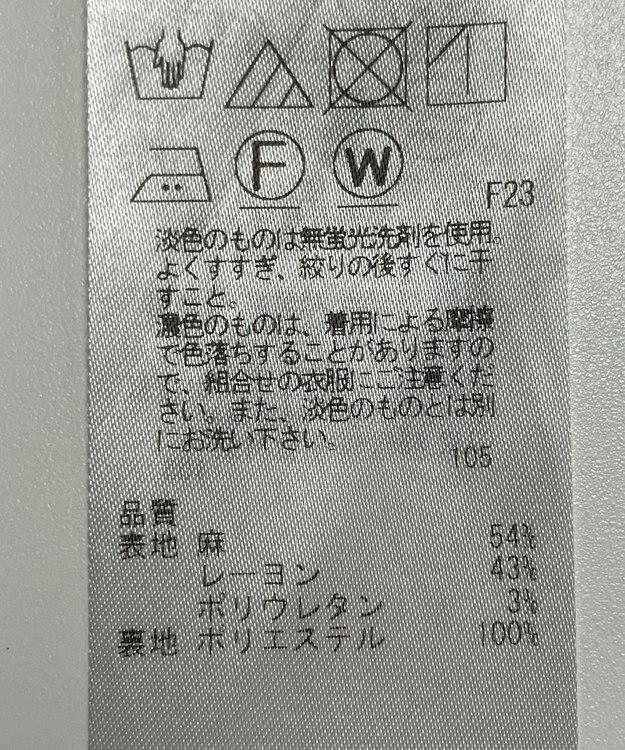 F W
F23
淡色のものは無蛍光洗剤を使用。
よくすすぎ、絞りの後すぐに干
すこと。
濃色のものは、着用による摩擦
で色落ちすることがありますの
で、組合せの衣服にご注意くだ
さい。また、淡色のものとは別
にお洗い下さい。
105
品質
表地 麻 54%
レーヨン 43%
ポリウレタン 3%
裏地 ポリエステル 100%